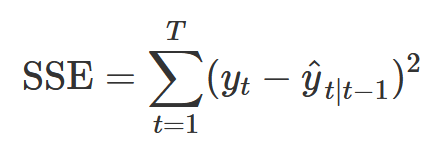 SSE = \sum_{t=1}^{T} (y_t - \hat{y}_{t|t-1})^2